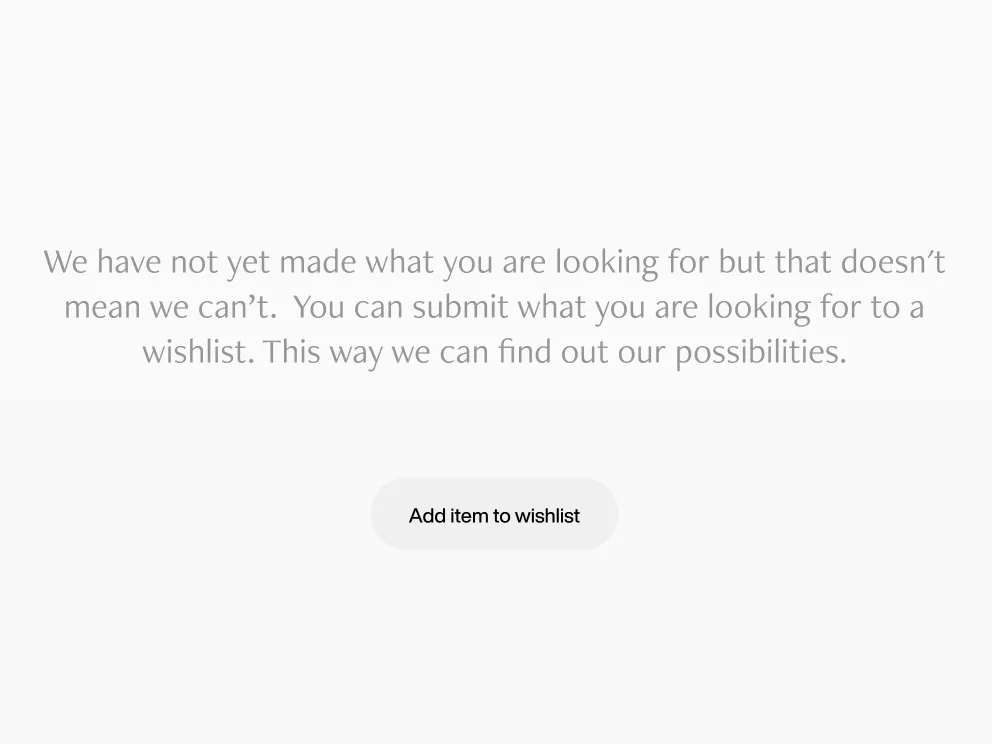 We have not yet made what you are looking for but that doesn't
mean we can’t.  You can submit what you are looking for to a
wishlist. This way we can find out our possibilities.
Add item to wishlist